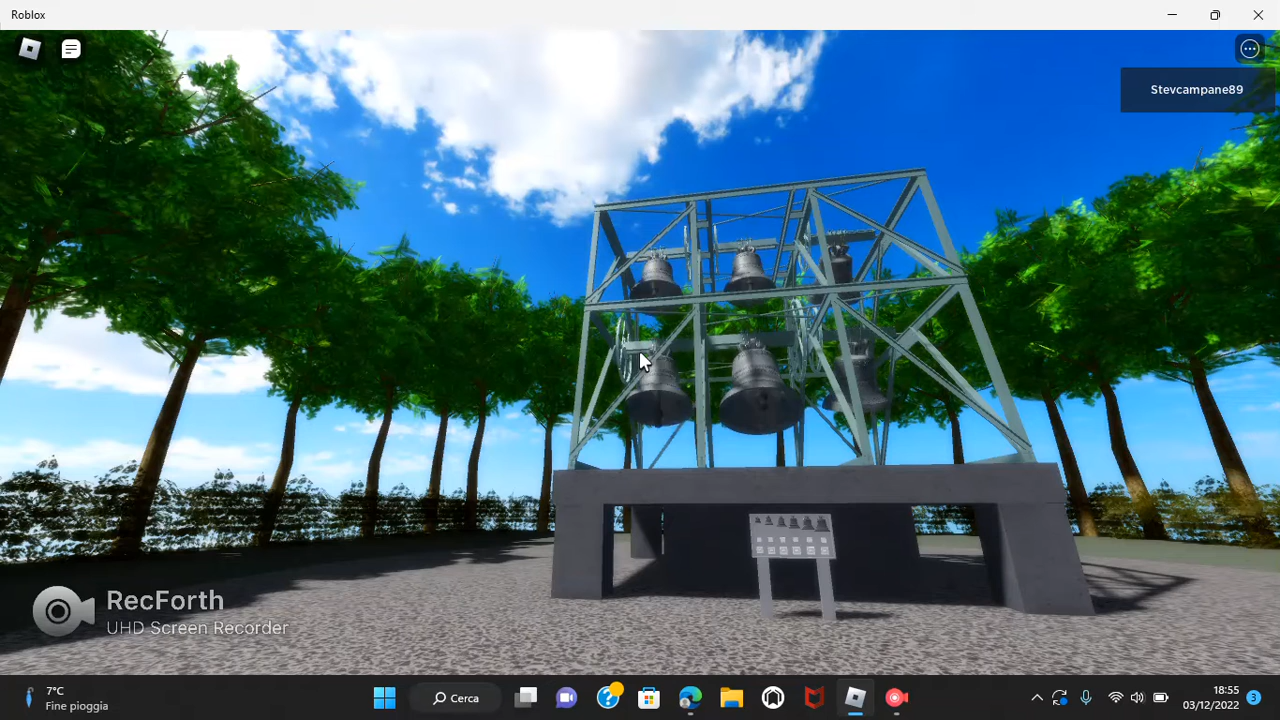 Roblox
Stevcampane89
RecForth
UHD Screen Recorder
7°C
Fine pioggia
Cerca
18:55
03/12/2022
3